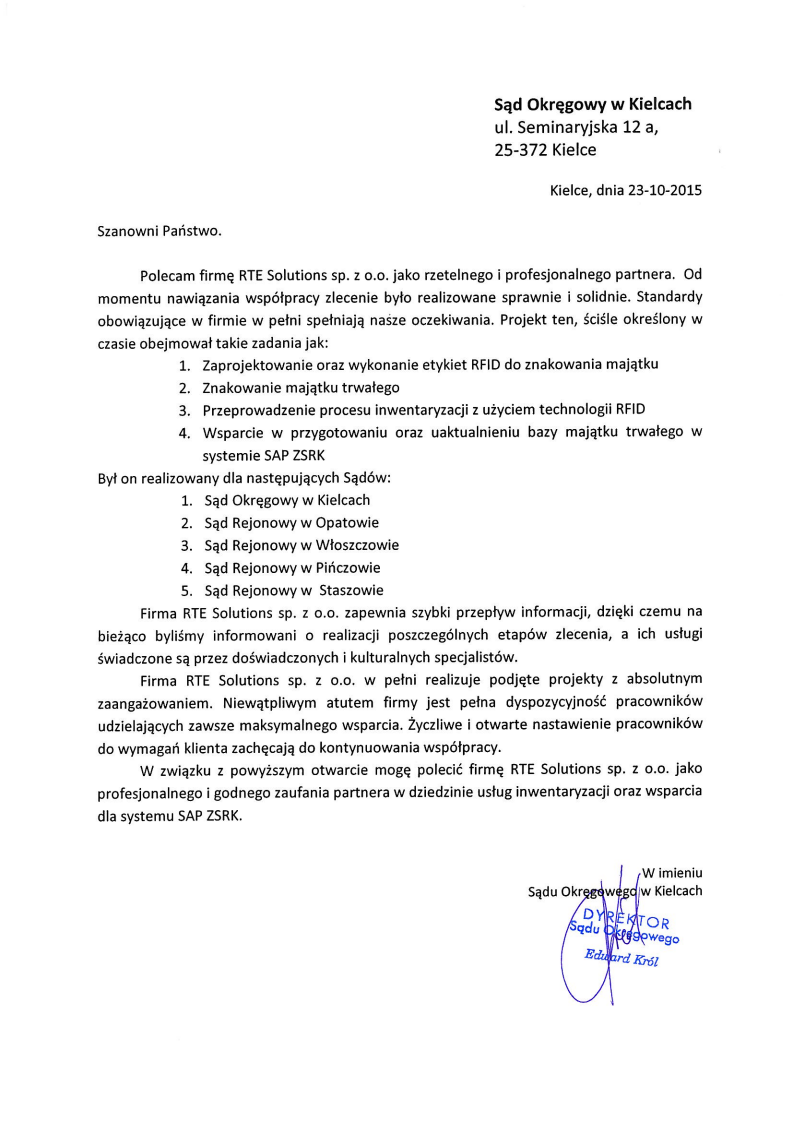 Sąd Okręgowy w Kielcach
ul. Seminaryjska 12 a,
25-372 Kielce
Kielce, dnia 23-10-2015
Szanowni Państwo.
Polecam firmę RTE Solutions sp. z o.o. jako rzetelnego i profesjonalnego partnera. Od
momentu nawiązania współpracy zlecenie było realizowane sprawnie i solidnie. Standardy
obowiązujące w firmie w pełni spełniają nasze oczekiwania. Projekt ten, ściśle określony w
czasie obejmował takie zadania jak:
1. Zaprojektowanie oraz wykonanie etykiet RFID do znakowania majątku
2. Znakowanie majątku trwałego
3. Przeprowadzenie procesu inwentaryzacji z użyciem technologii RFID
4. Wsparcie w przygotowaniu oraz uaktualnieniu bazy majątku trwałego w
systemie SAP ZSRK
Był on realizowany dla następujących Sądów:
1. Sąd Okręgowy w Kielcach
2. Sąd Rejonowy w Opatowie
3. Sąd Rejonowy w Włoszczowie
4. Sąd Rejonowy w Pińczowie
5. Sąd Rejonowy w Staszowie
Firma RTE Solutions sp. z o.o. zapewnia szybki przepływ informacji, dzięki czemu na
bieżąco byliśmy informowani o realizacji poszczególnych etapów zlecenia, a ich usługi
świadczone są przez doświadczonych i kulturalnych specjalistów.
Firma RTE Solutions sp. z o.o. w pełni realizuje podjęte projekty z absolutnym
zaangażowaniem. Niewątpliwym atutem firmy jest pełna dyspozycyjność pracowników
udzielających zawsze maksymalnego wsparcia. Życzliwe i otwarte nastawienie pracowników
do wymagań klienta zachęcają do kontynuowania współpracy.
W związku z powyższym otwarcie mogę polecić firmę RTE Solutions sp. z o.o. jako
profesjonalnego i godnego zaufania partnera w dziedzinie usług inwentaryzacji oraz wsparcia
dla systemu SAP ZSRK.
W imieniu
Sądu Okręgowego w Kielcach
DYREKTOR
Sądu Okręgowego
Edward Król